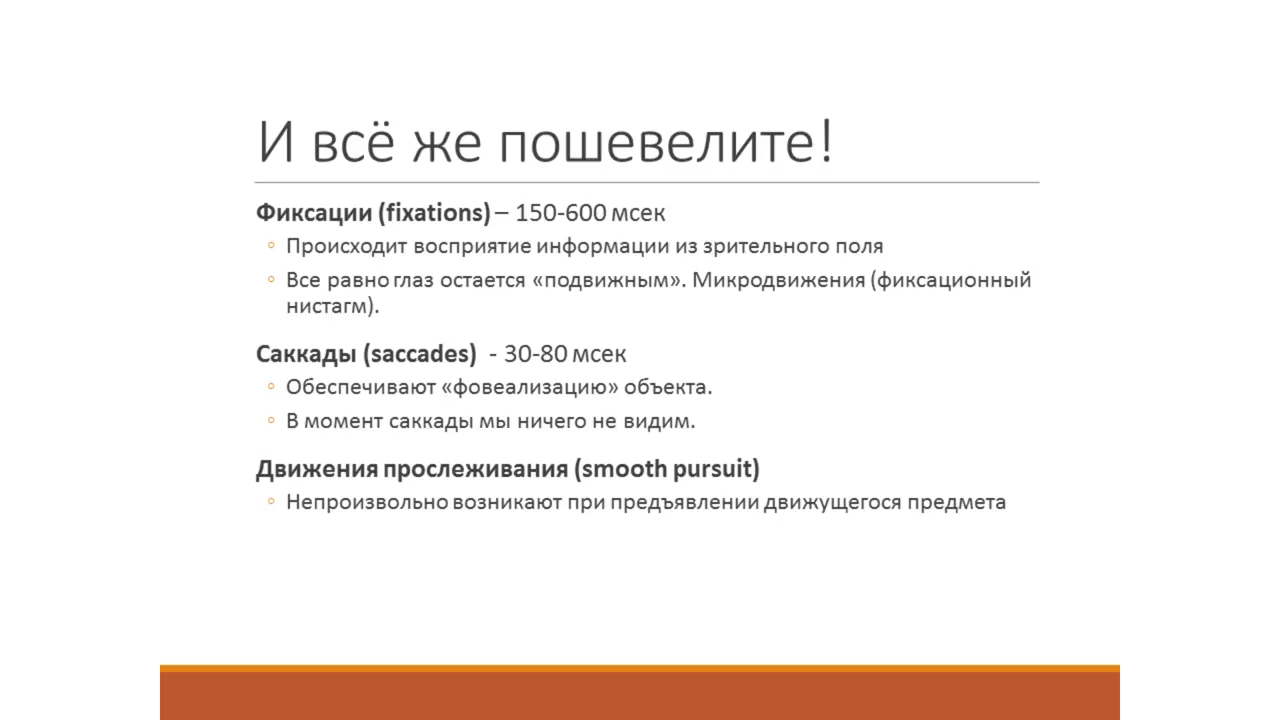 И всё же пошевелите!
Фиксации (fixations) – 150-600 мсек
◦ Происходит восприятие информации из зрительного поля
◦ Все равно глаз остается «подвижным». Микродвижения (фиксационный
нистагм).
Саккады (saccades) - 30-80 мсек
◦ Обеспечивают «фовеализацию» объекта.
◦ В момент саккады мы ничего не видим.
Движения прослеживания (smooth pursuit)
◦ Непроизвольно возникают при предъявлении движущегося предмета